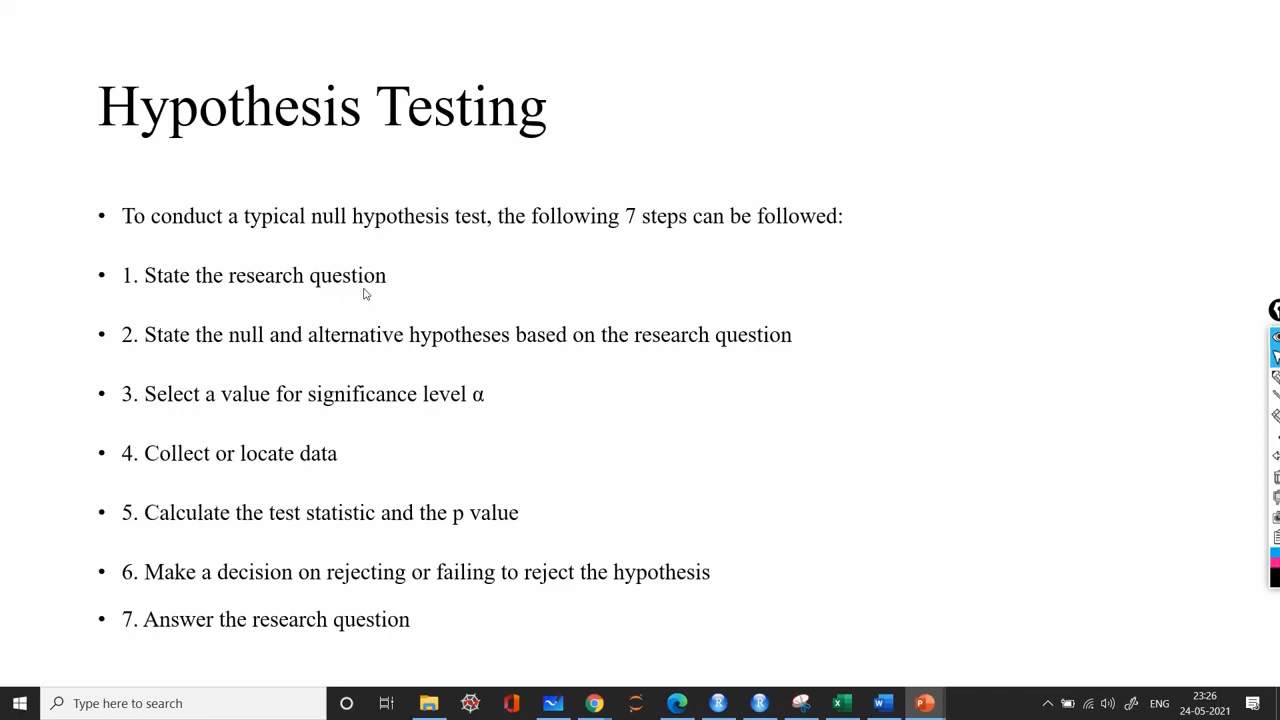 Hypothesis Testing
• To conduct a typical null hypothesis test, the following 7 steps can be followed:
• 1. State the research question
• 2. State the null and alternative hypotheses based on the research question
• 3. Select a value for significance level α
• 4. Collect or locate data
• 5. Calculate the test statistic and the p value
• 6. Make a decision on rejecting or failing to reject the hypothesis
• 7. Answer the research question
Type here to search
ENG
23:26
24-05-2021